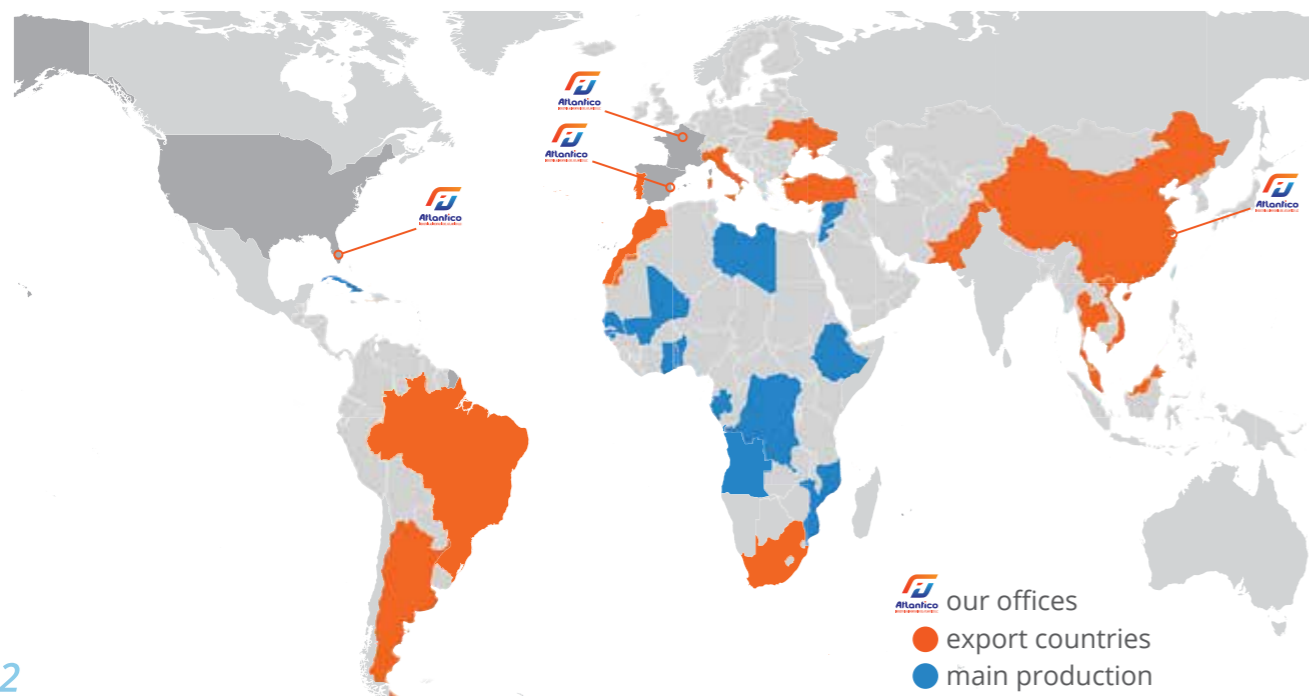 Atlantico
Atlantico
Atlantico
Atlantico
Atlantico our offices
export countries
main production
2